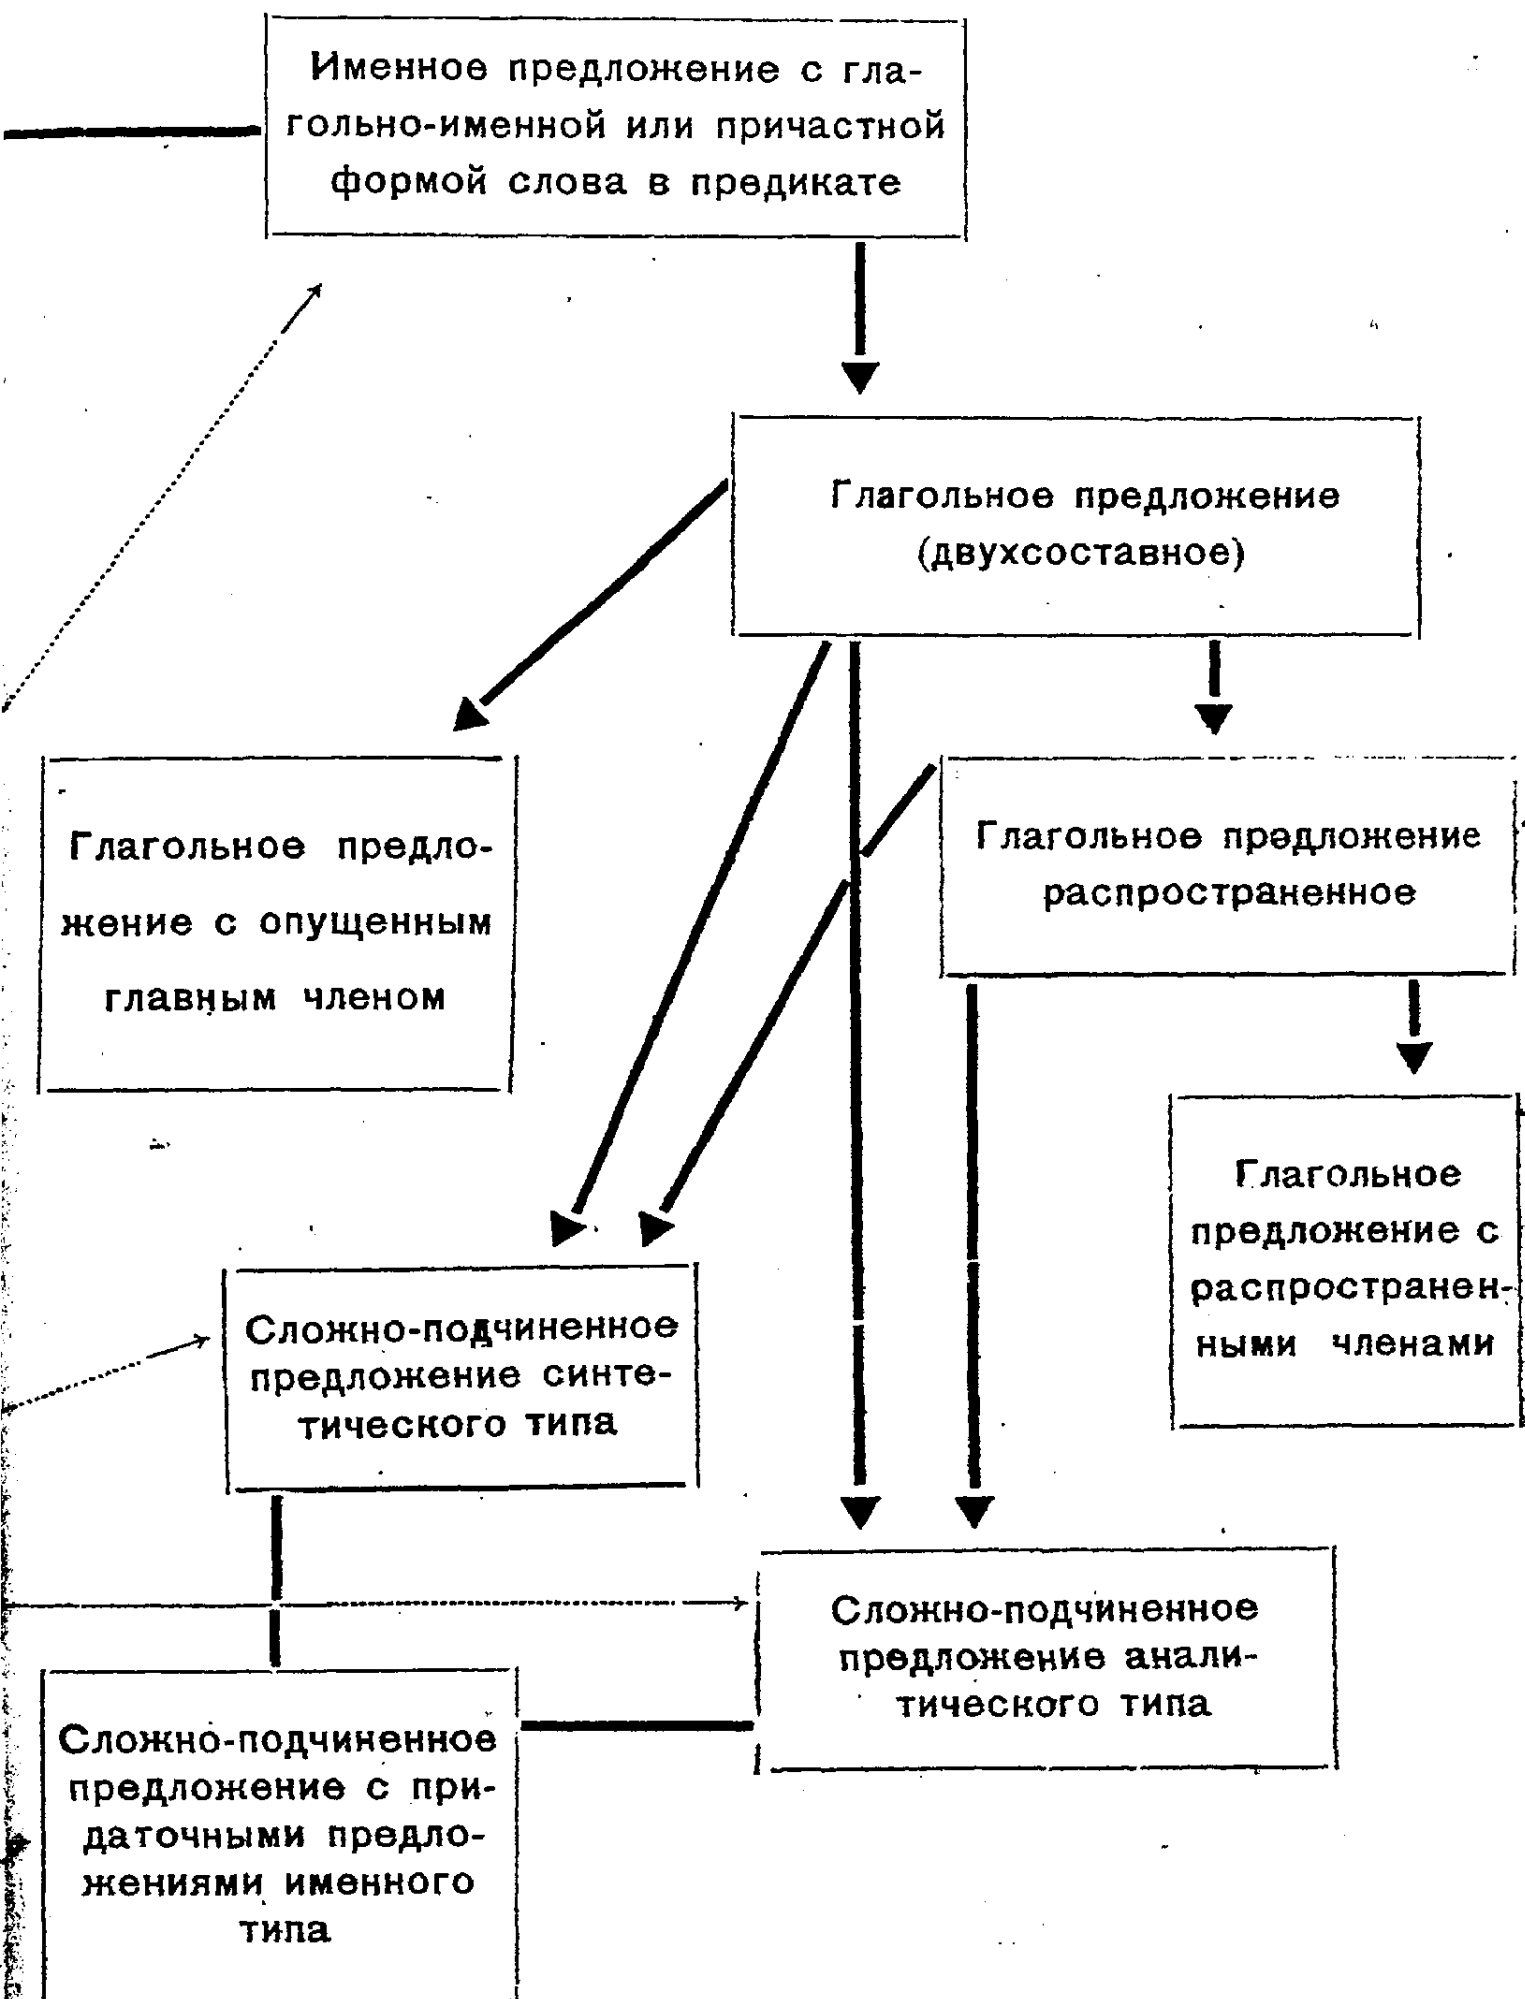 Именное предложение с гла-
гольно-именной или причастной
формой слова в предикате
Глагольное предложение
(двухсоставное)
Глагольное предло-
жение с опущенным
главным членом
Глагольное предложение
распространенное
Глагольное
предложение с
распространен-
ными членами
Сложно-подчиненное
предложение синте-
тического типа
Сложно-подчиненное
предложение анали-
тического типа
Сложно-подчиненное
предложение с при-
даточными предло-
жениями именного
типа